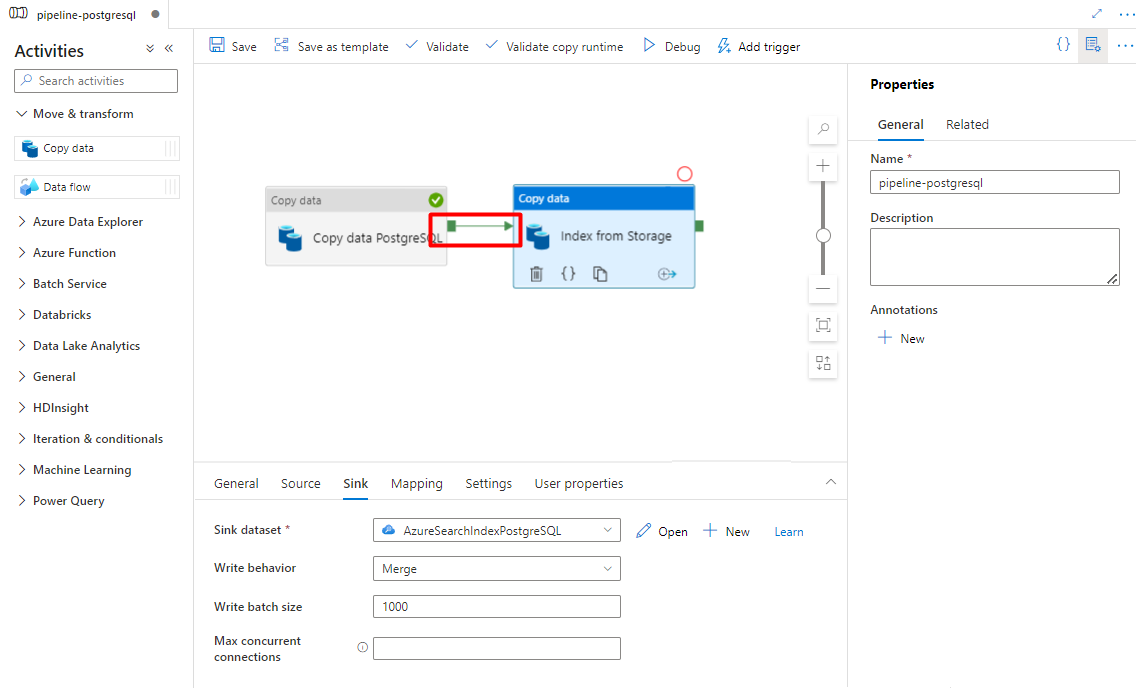 pipeline-postgresql
Activities
Search activities
Move & transform
Copy data
Data flow
Azure Data Explorer
Azure Function
Batch Service
Databricks
Data Lake Analytics
General
HDInsight
Iteration & conditionals
Machine Learning
Power Query
Save
Save as template
Validate
Validate copy runtime
Debug
Add trigger
Copy data
Copy data PostgreSQL
Copy data
Index from Storage
General
Source
Sink
Mapping
Settings
User properties
Sink dataset *
AzureSearchIndexPostgreSQL
Open
New
Learn
Write behavior
Merge
Write batch size
1000
Max concurrent
connections
Properties
General
Related
Name *
pipeline-postgresql
Description
Annotations
New